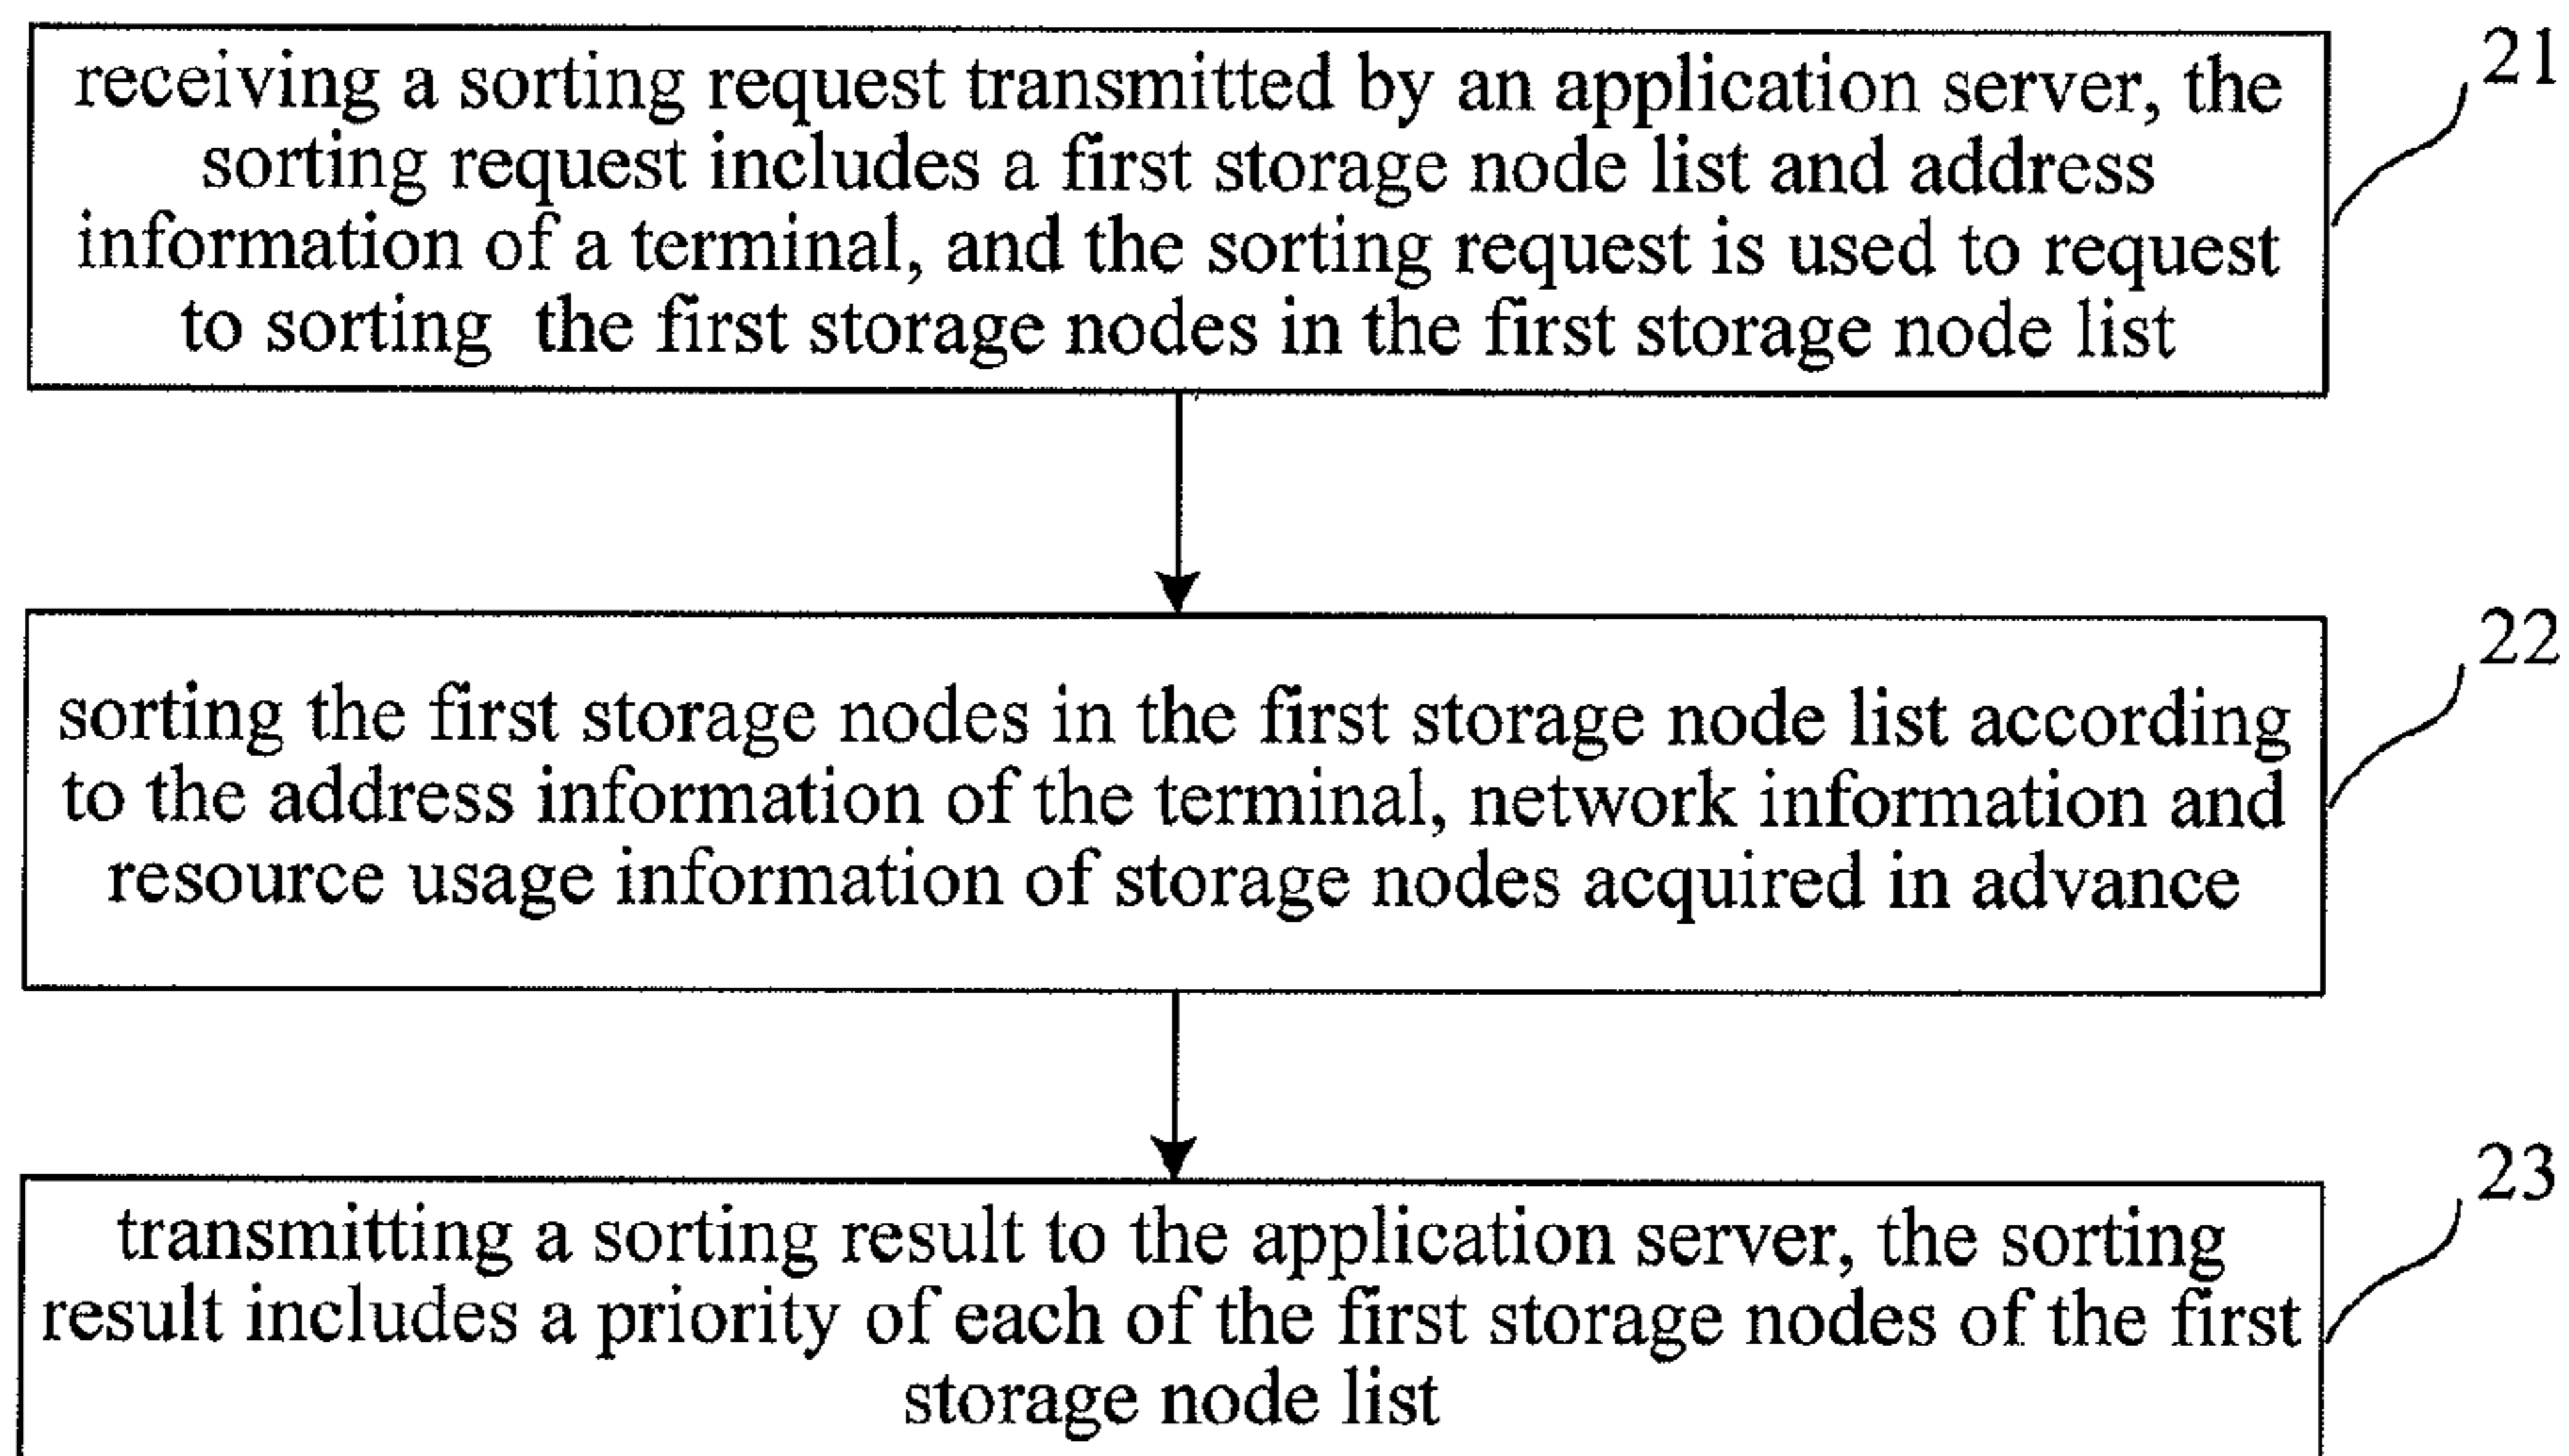 receiving a sorting request transmitted by an application server, the
sorting request includes a first storage node list and address
information of a terminal, and the sorting request is used to request
to sorting the first storage nodes in the first storage node list
21
sorting the first storage nodes in the first storage node list according
to the address information of the terminal, network information and
resource usage information of storage nodes acquired in advance
22
transmitting a sorting result to the application server, the sorting
result includes a priority of each of the first storage nodes of the first
storage node list
23